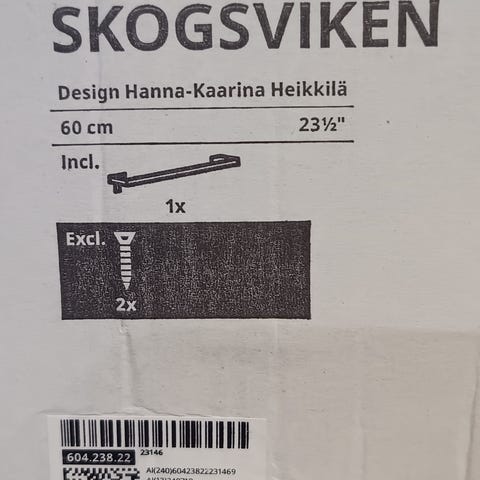 SKOGSVIKEN
Design Hanna-Kaarina Heikkilä
60 cm 23½"
Incl.
1x
Excl.
2x
604.238.22 23146
AI(240)60423822231469